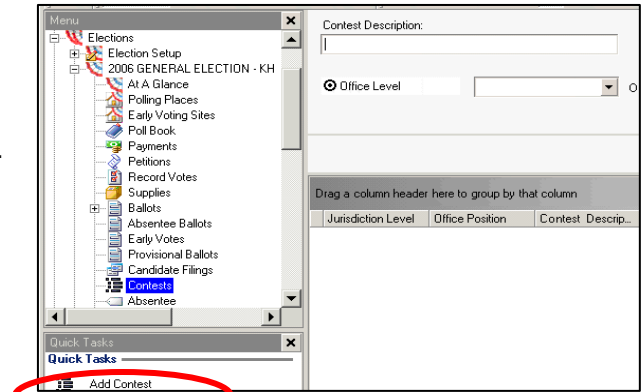 Menu
Elections
Election Setup
2006 GENERAL ELECTION - KH
At A Glance
Polling Places
Early Voting Sites
Poll Book
Payments
Petitions
Record Votes
Supplies
Ballots
Absentee Ballots
Early Votes
Provisional Ballots
Candidate Filings
Contests
Absentee
Quick Tasks
Quick Tasks
Add Contest
Contest Description:
Office Level
Drag a column header here to group by that column
Jurisdiction Level Office Position Contest Descrip...